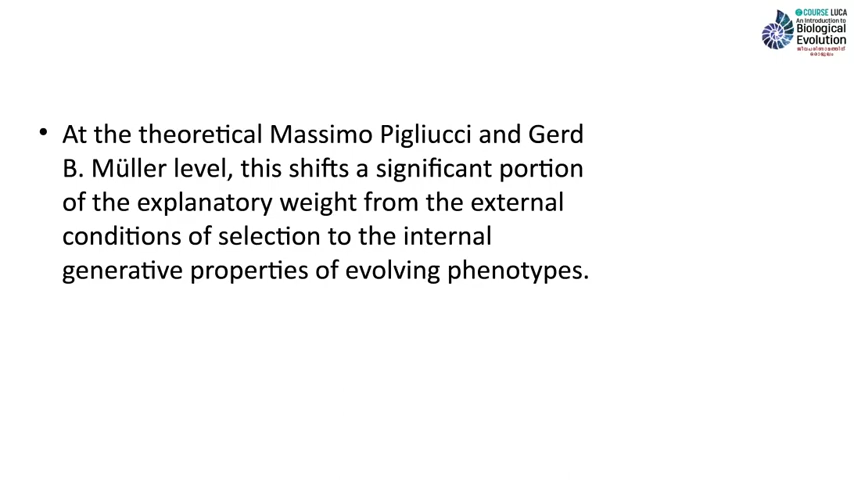 COURSE LUCA
An Introduction to
Biological
Evolution
• At the theoretical Massimo Pigliucci and Gerd
B. Müller level, this shifts a significant portion
of the explanatory weight from the external
conditions of selection to the internal
generative properties of evolving phenotypes.